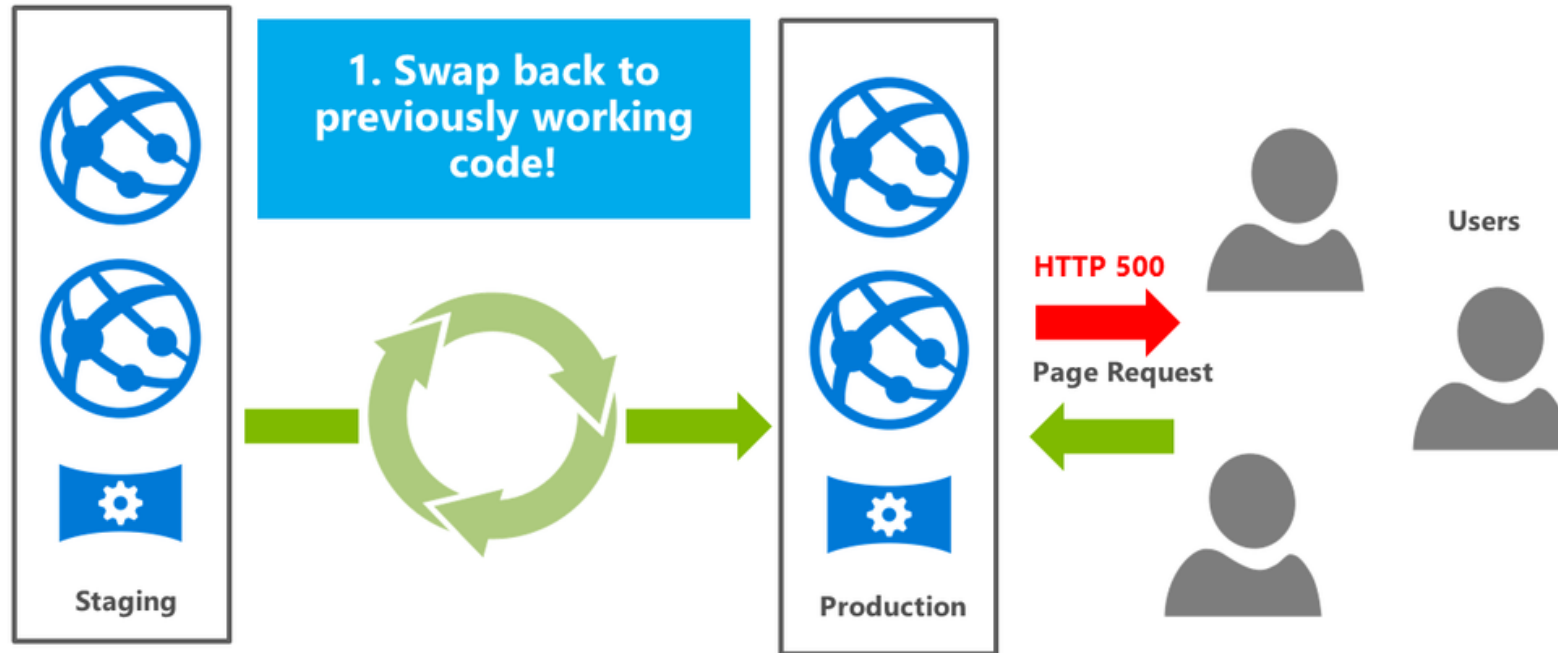 1. Swap back to
previously working
code!
Users
HTTP 500
Page Request
Staging
Production